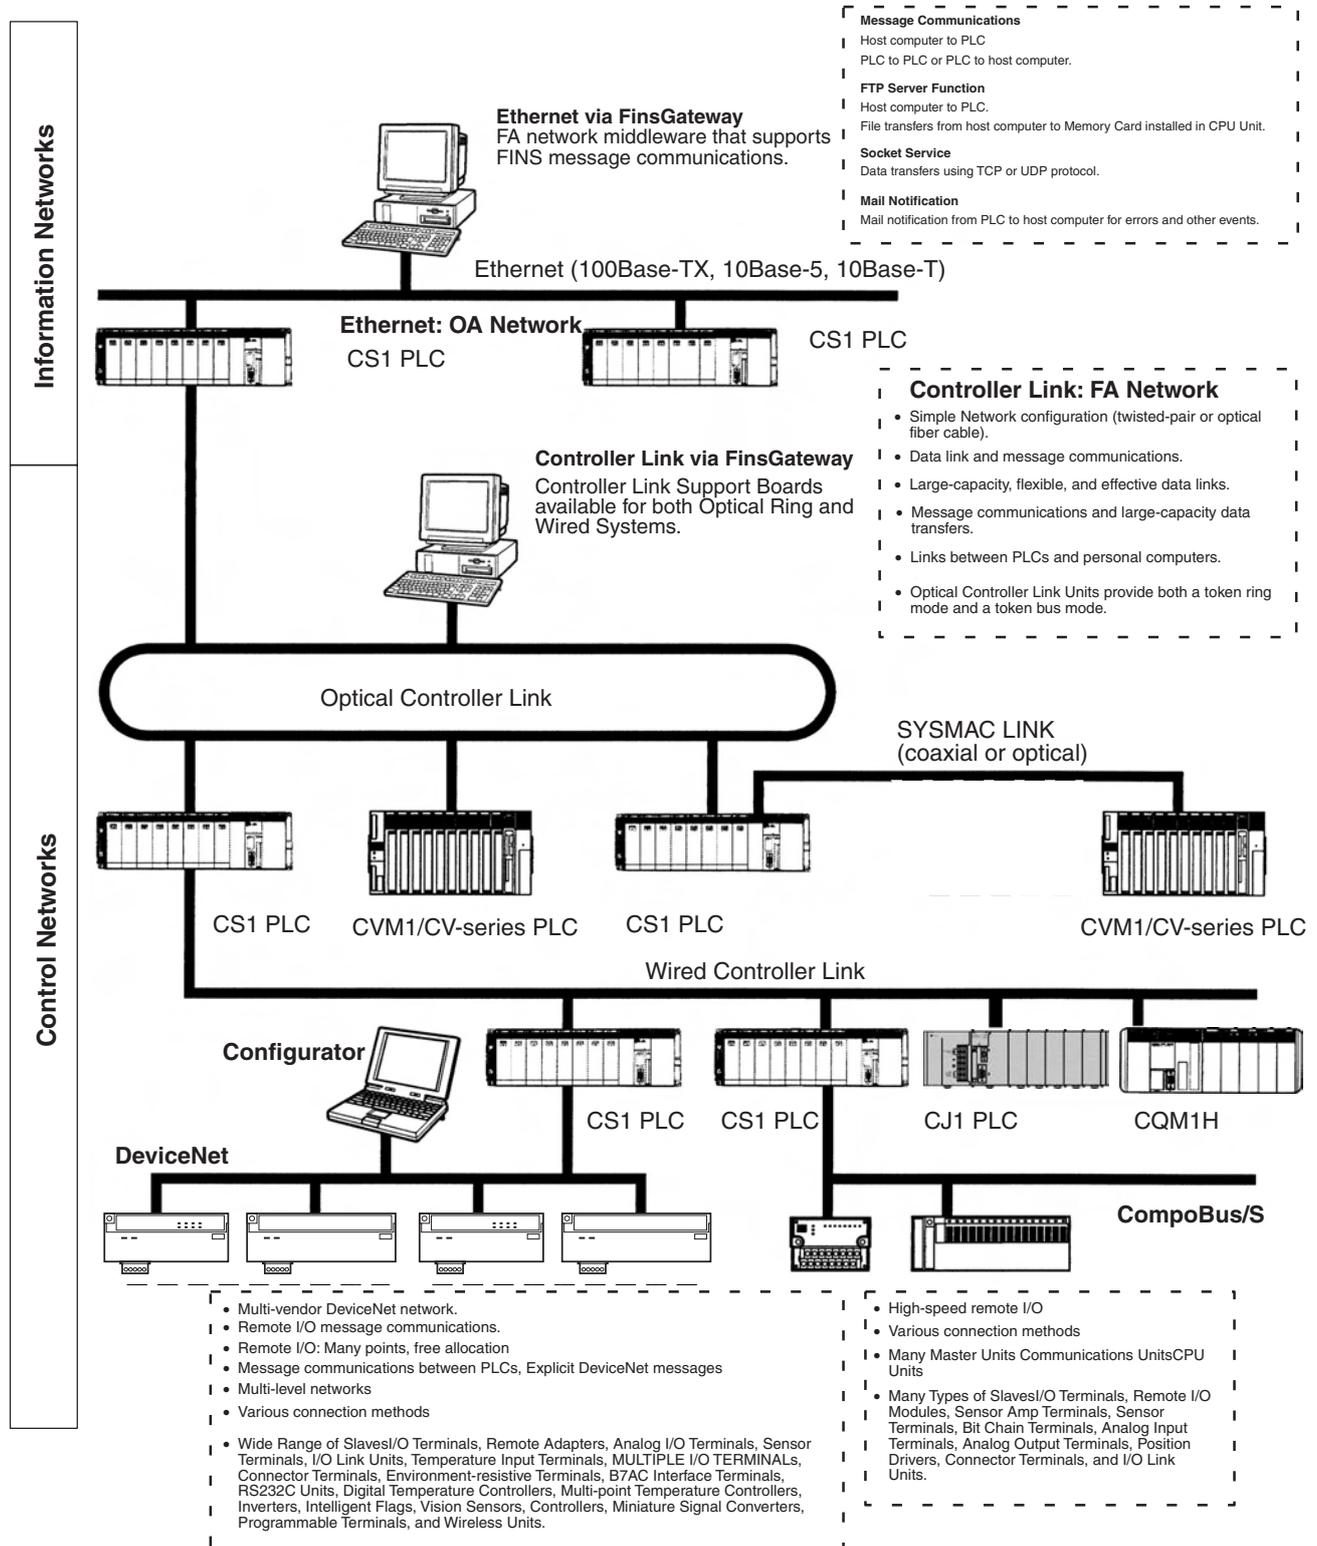 Message Communications
Host computer to PLC
PLC to PLC or PLC to host computer.
FTP Server Function
Host computer to PLC.
File transfers from host computer to Memory Card installed in CPU Unit.
Socket Service
Data transfers using TCP or UDP protocol.
Mail Notification
Mail notification from PLC to host computer for errors and other events.
Information Networks
Ethernet via FinsGateway
FA network middleware that supports
FINS message communications.
Ethernet (100Base-TX, 10Base-5, 10Base-T)
Ethernet: OA Network
CS1 PLC
CS1 PLC
Controller Link: FA Network
• Simple Network configuration (twisted-pair or optical
fiber cable).
• Data link and message communications.
• Large-capacity, flexible, and effective data links.
• Message communications and large-capacity data
transfers.
• Links between PLCs and personal computers.
• Optical Controller Link Units provide both a token ring
mode and a token bus mode.
Control Networks
Controller Link via FinsGateway
Controller Link Support Boards
available for both Optical Ring and
Wired Systems.
Optical Controller Link
SYSMAC LINK
(coaxial or optical)
CS1 PLC
CVM1/CV-series PLC
CS1 PLC
CVM1/CV-series PLC
Wired Controller Link
Configurator
CS1 PLC
CS1 PLC
CJ1 PLC
CQM1H
DeviceNet
CompoBus/S
• Multi-vendor DeviceNet network.
• Remote I/O message communications.
• Remote I/O: Many points, free allocation
• Message communications between PLCs, Explicit DeviceNet messages
• Multi-level networks
• Various connection methods
• Wide Range of SlavesI/O Terminals, Remote Adapters, Analog I/O Terminals, Sensor
Terminals, I/O Link Units, Temperature Input Terminals, MULTIPLE I/O TERMINALs,
Connector Terminals, Environment-resistive Terminals, B7AC Interface Terminals,
RS232C Units, Digital Temperature Controllers, Multi-point Temperature Controllers,
Inverters, Intelligent Flags, Vision Sensors, Controllers, Miniature Signal Converters,
Programmable Terminals, and Wireless Units.
• High-speed remote I/O
• Various connection methods
• Many Master Units Communications UnitsCPU
Units
• Many Types of SlavesI/O Terminals, Remote I/O
Modules, Sensor Amp Terminals, Sensor
Terminals, Bit Chain Terminals, Analog Input
Terminals, Analog Output Terminals, Position
Drivers, Connector Terminals, and I/O Link
Units.